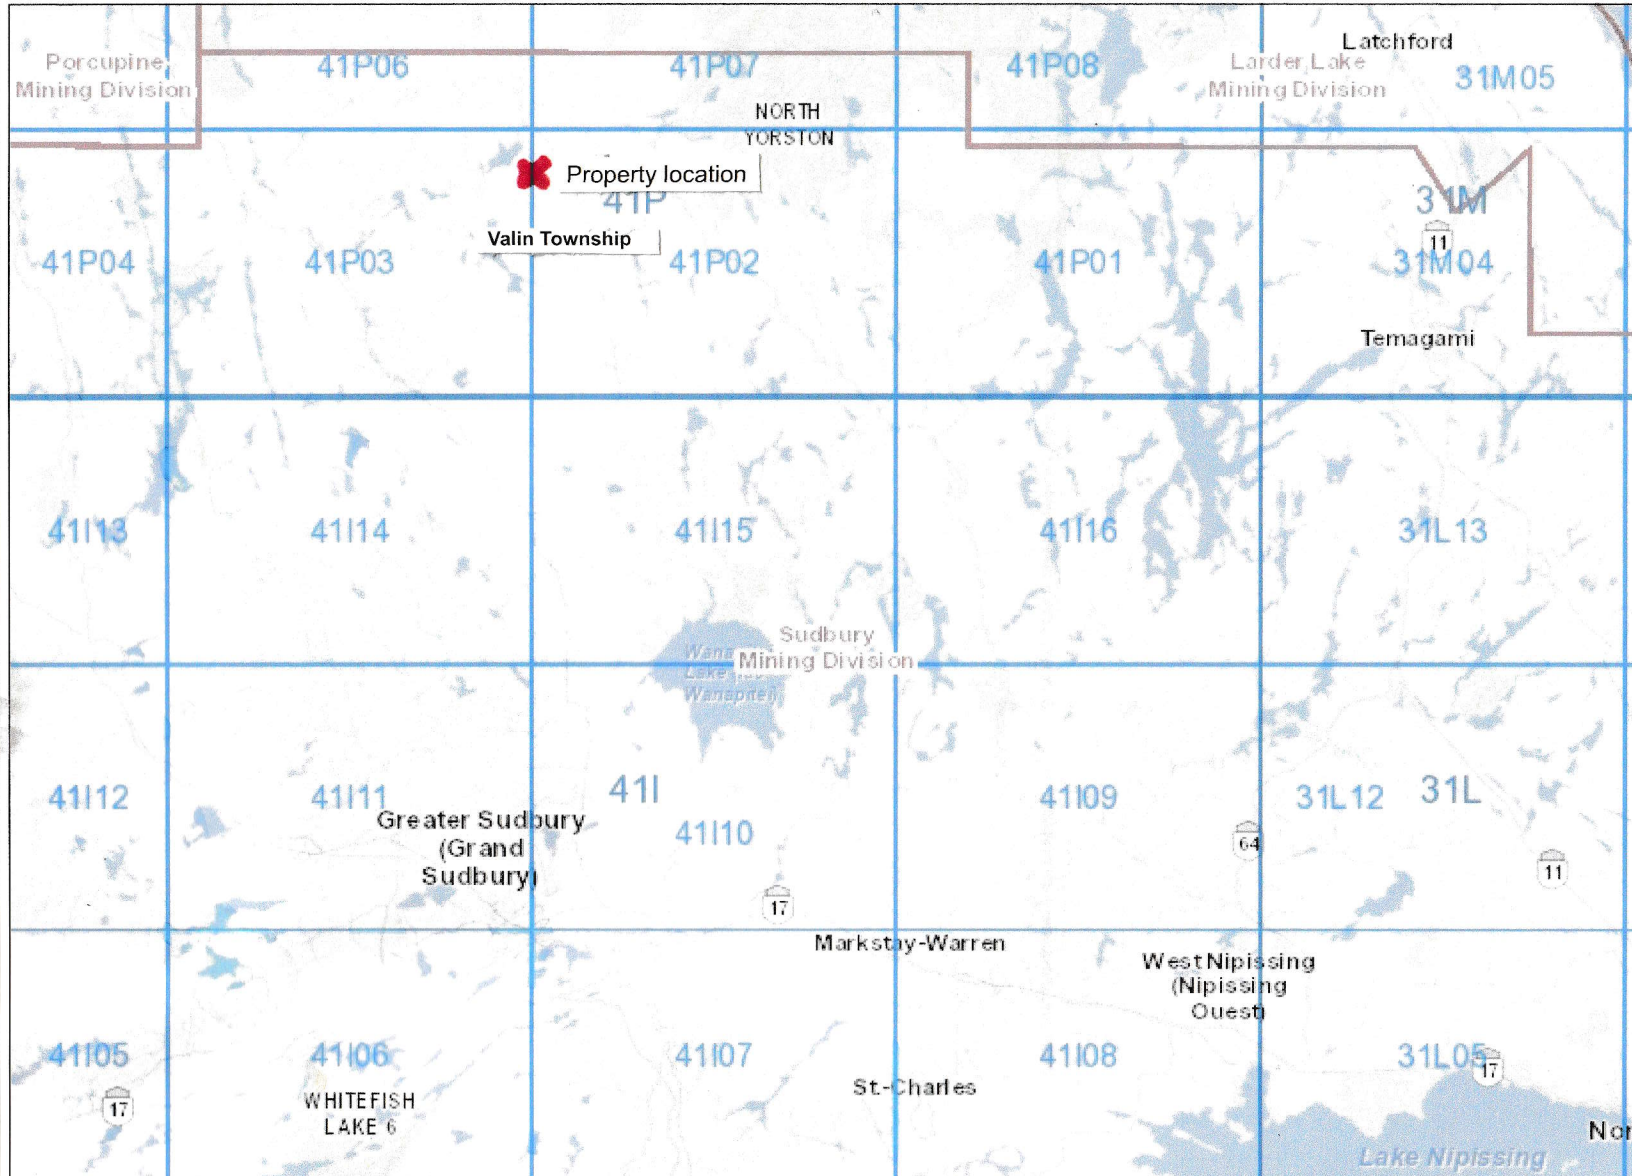 Latchford
Porcupine
Mining Division
41P06
41P07
41P08
Larder Lake
Mining Division
31M05
NORTH
YORSTON
Property location
41P
31M
Valin Township
11
41P04
41P03
41P02
41P01
31M04
Temagami
41I13
41I14
41I15
41I16
31L13
Sudbury
Mining Division
Lake
41I12
41I11
41I
41I09
31L12
31L
Greater Sudbury
(Grand
Sudbury)
41I10
64
11
17
Markstay-Warren
West Nipissing
(Nipissing
Ouest)
41I05
41I06
41I07
41I08
31L05
17
St.-Charles
17
WHITEFISH
LAKE 6
Nor
Lake Nipissing